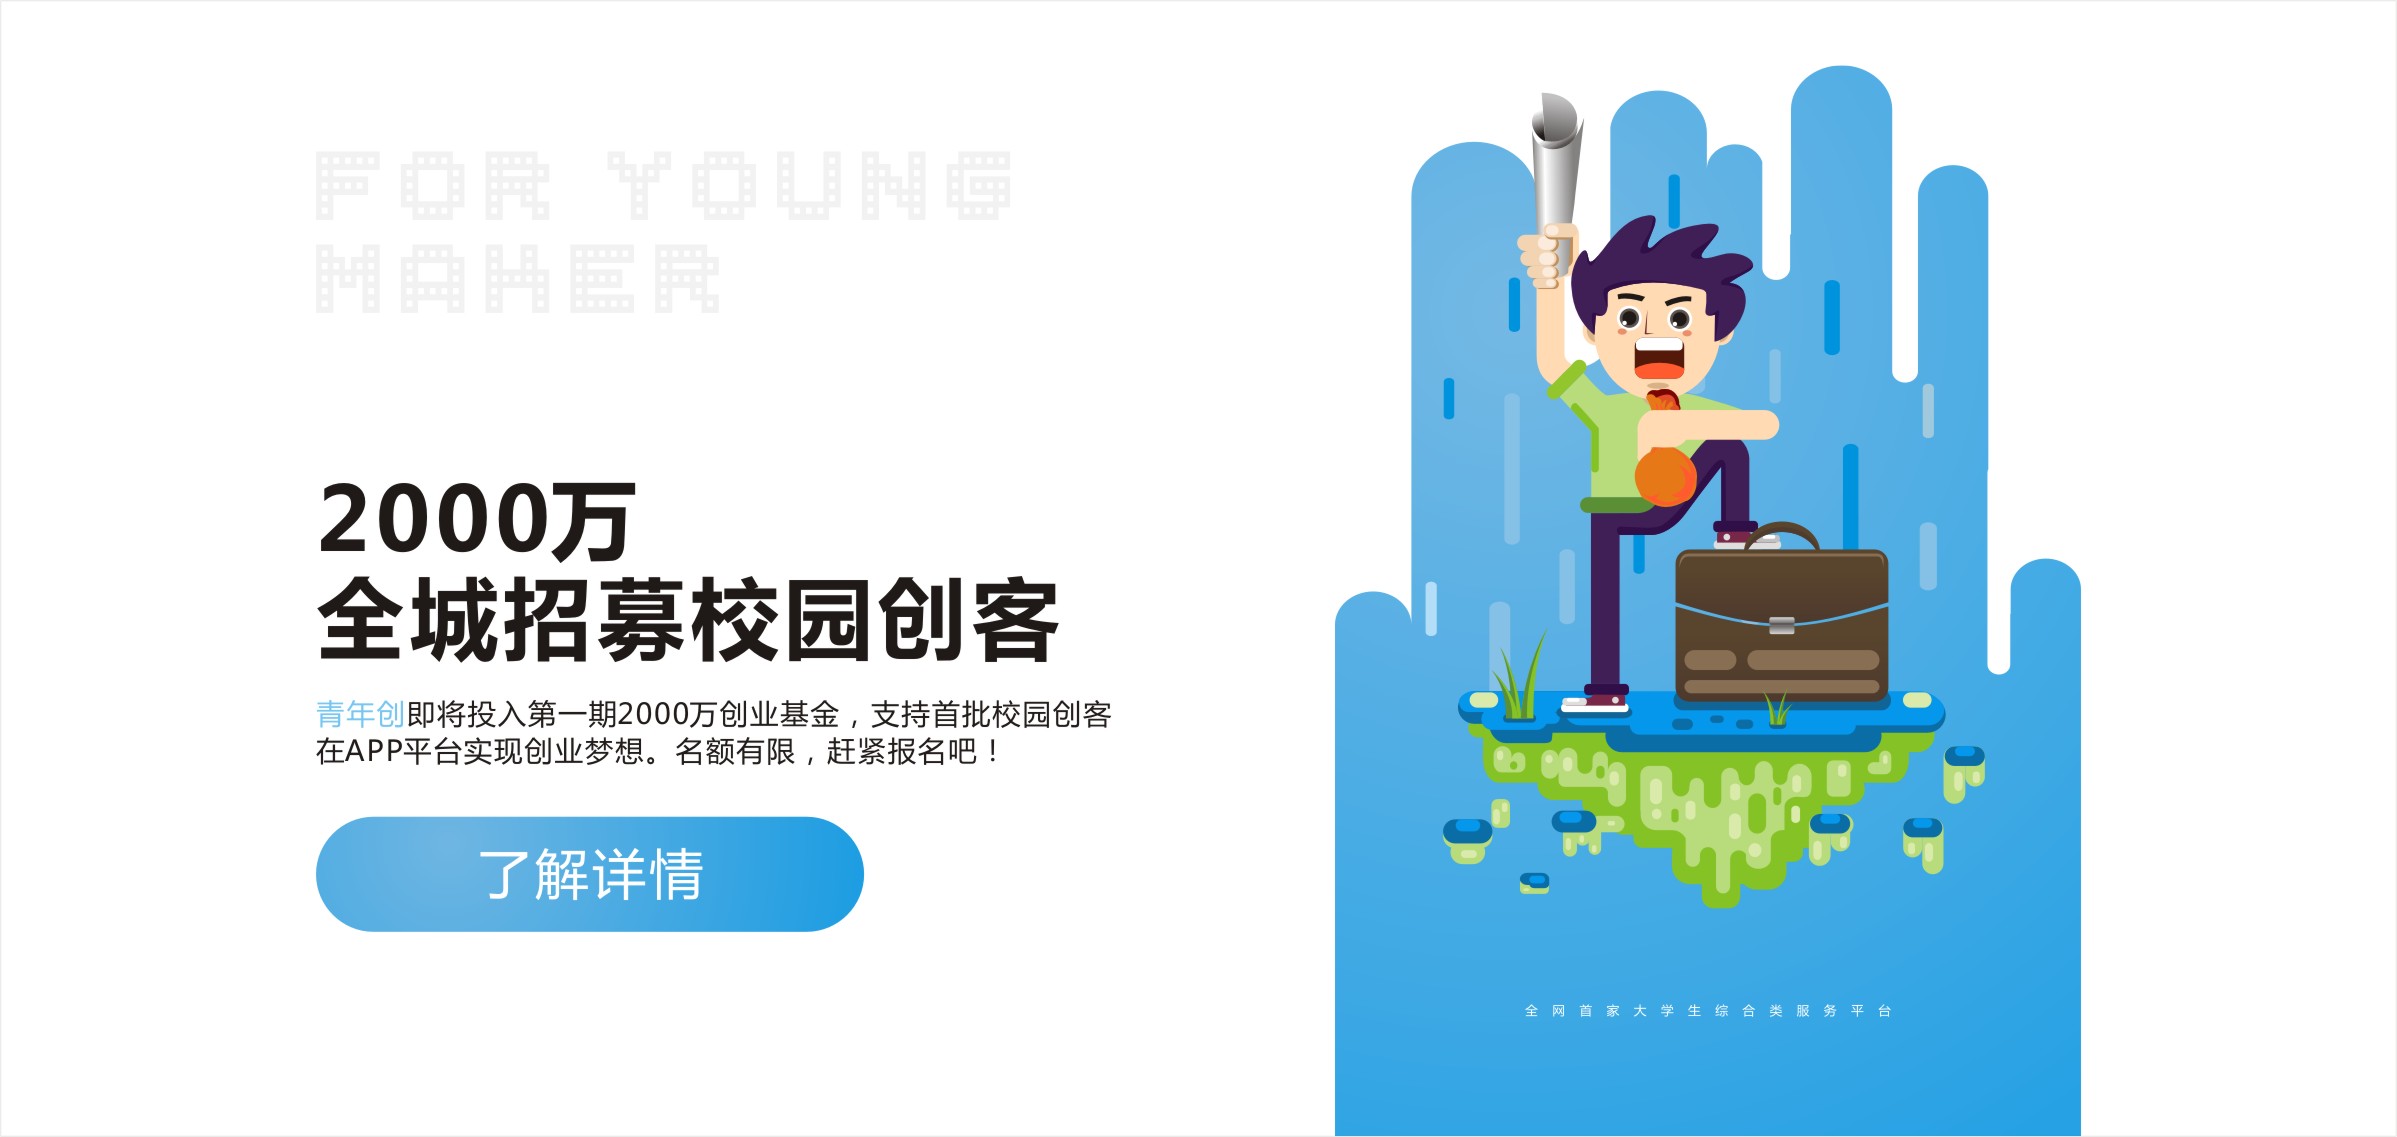 FOR YOUNG
MAHER
2000万
全城招募校园创客
青年创即将投入第一期2000万创业基金，支持首批校园创客
在APP平台实现创业梦想。名额有限，赶紧报名吧！
了解详情
全网首家大学生综合类服务平台